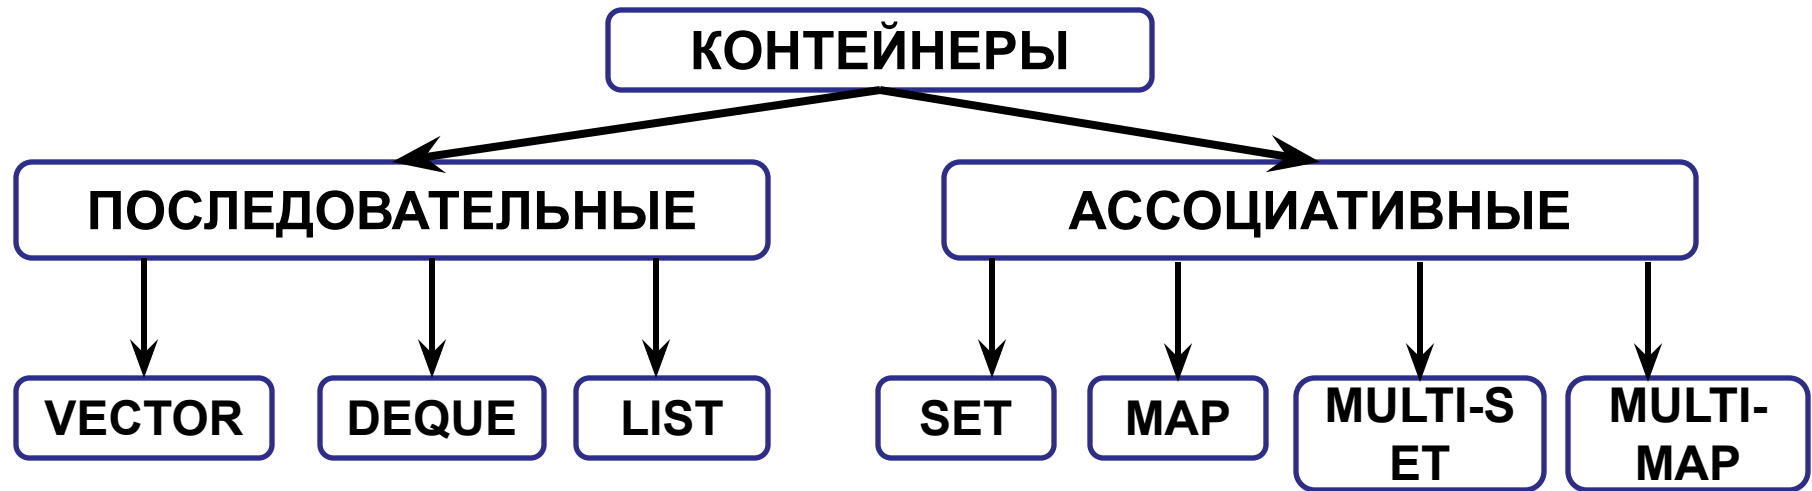 КОНТЕЙНЕРЫ
ПОСЛЕДОВАТЕЛЬНЫЕ
АССОЦИАТИВНЫЕ
VECTOR
DEQUE
LIST
SET
MAP
MULTI-S
ET
MULTI-
MAP